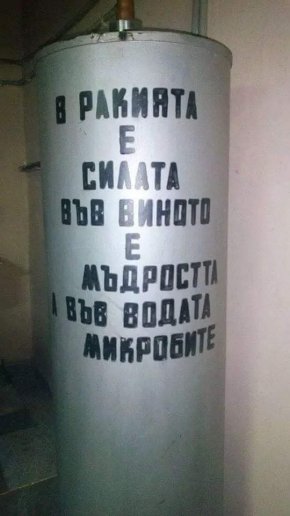 В РАКИЯТА
Е
СИЛАТА
ВЪВ ВИНОТО
Е
МЪДРОСТТА
А ВЪВ ВОДАТА
МИКРОБИТЕ